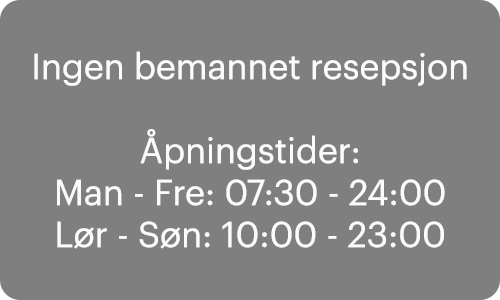 Ingen bemannet resepsjon
Åpningstider:
Man - Fre: 07:30 - 24:00
Lør - Søn: 10:00 - 23:00